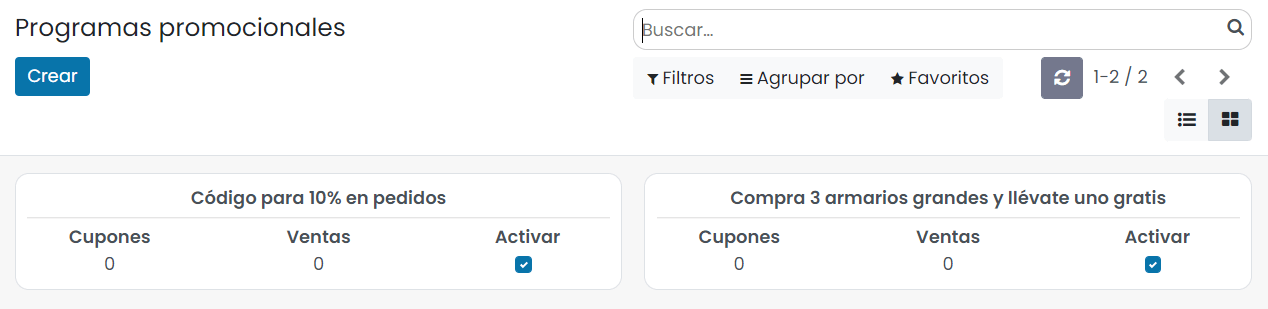 Programas promocionales
Buscar...
Crear
Filtros Agrupar por Favoritos 1-2 / 2
Código para 10% en pedidos
Cupones Ventas Activar
0 0
Compra 3 armarios grandes y llévate uno gratis
Cupones Ventas Activar
0 0